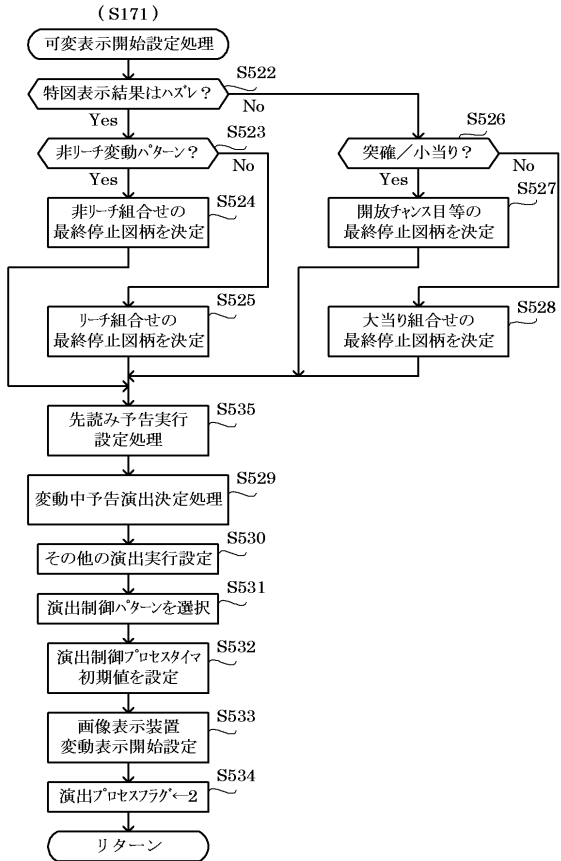 (S171)
可変表示開始設定処理
S522
特図表示結果はハズレ?
No
Yes
S523
非リーチ変動パターン?
No
Yes
S524
非リーチ組合せの
最終停止図柄を決定
S525
リーチ組合せの
最終停止図柄を決定
S526
突確/小当り?
No
Yes
S527
開放チャンス目等の
最終停止図柄を決定
S528
大当り組合せの
最終停止図柄を決定
S535
先読み予告実行
設定処理
S529
変動中予告演出決定処理
S530
その他の演出実行設定
S531
演出制御パターンを選択
S532
演出制御プロセスタイマ
初期値を設定
S533
画像表示装置
変動表示開始設定
S534
演出プロセスフラグ←2
リターン